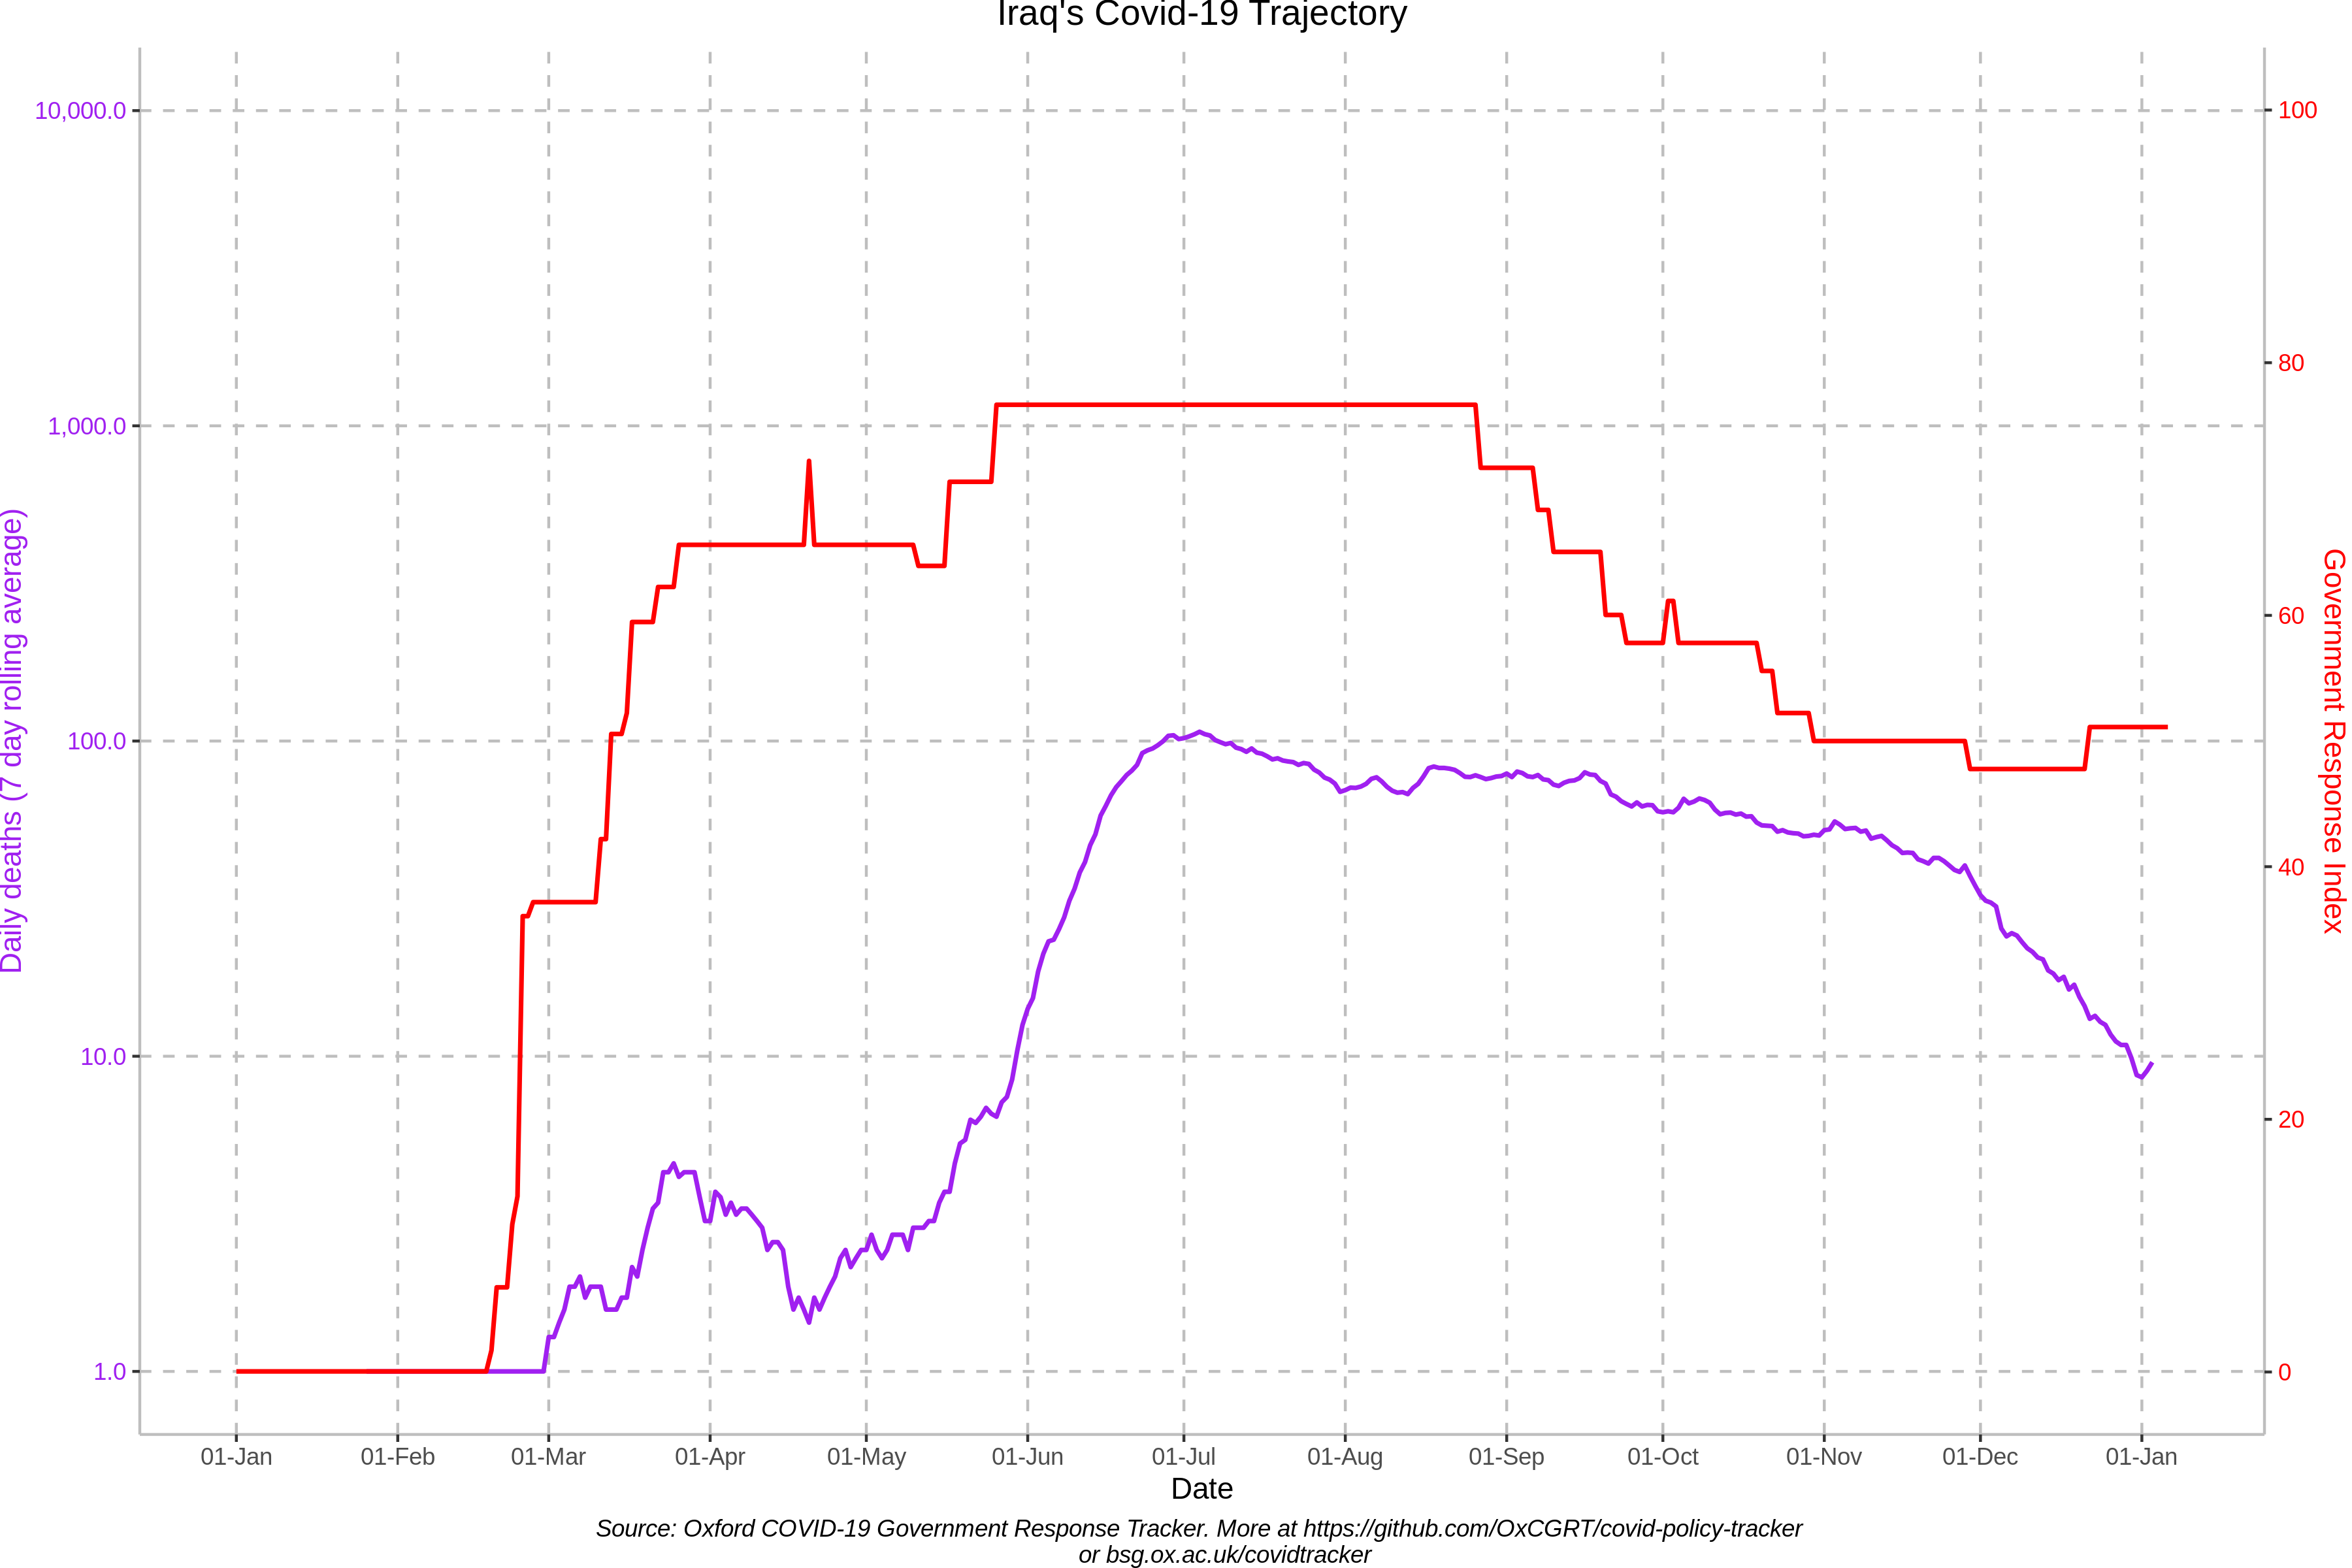 Iraq's Covid-19 Trajectory
10,000.0
1,000.0
100.0
10.0
1.0
Daily deaths (7 day rolling average)
100
80
60
40
20
0
Government Response Index
01-Jan 01-Feb 01-Mar 01-Apr 01-May 01-Jun 01-Jul 01-Aug 01-Sep 01-Oct 01-Nov 01-Dec 01-Jan
Date
Source: Oxford COVID-19 Government Response Tracker. More at https://github.com/OxCGRT/covid-policy-tracker
or bsg.ox.ac.uk/covidtracker